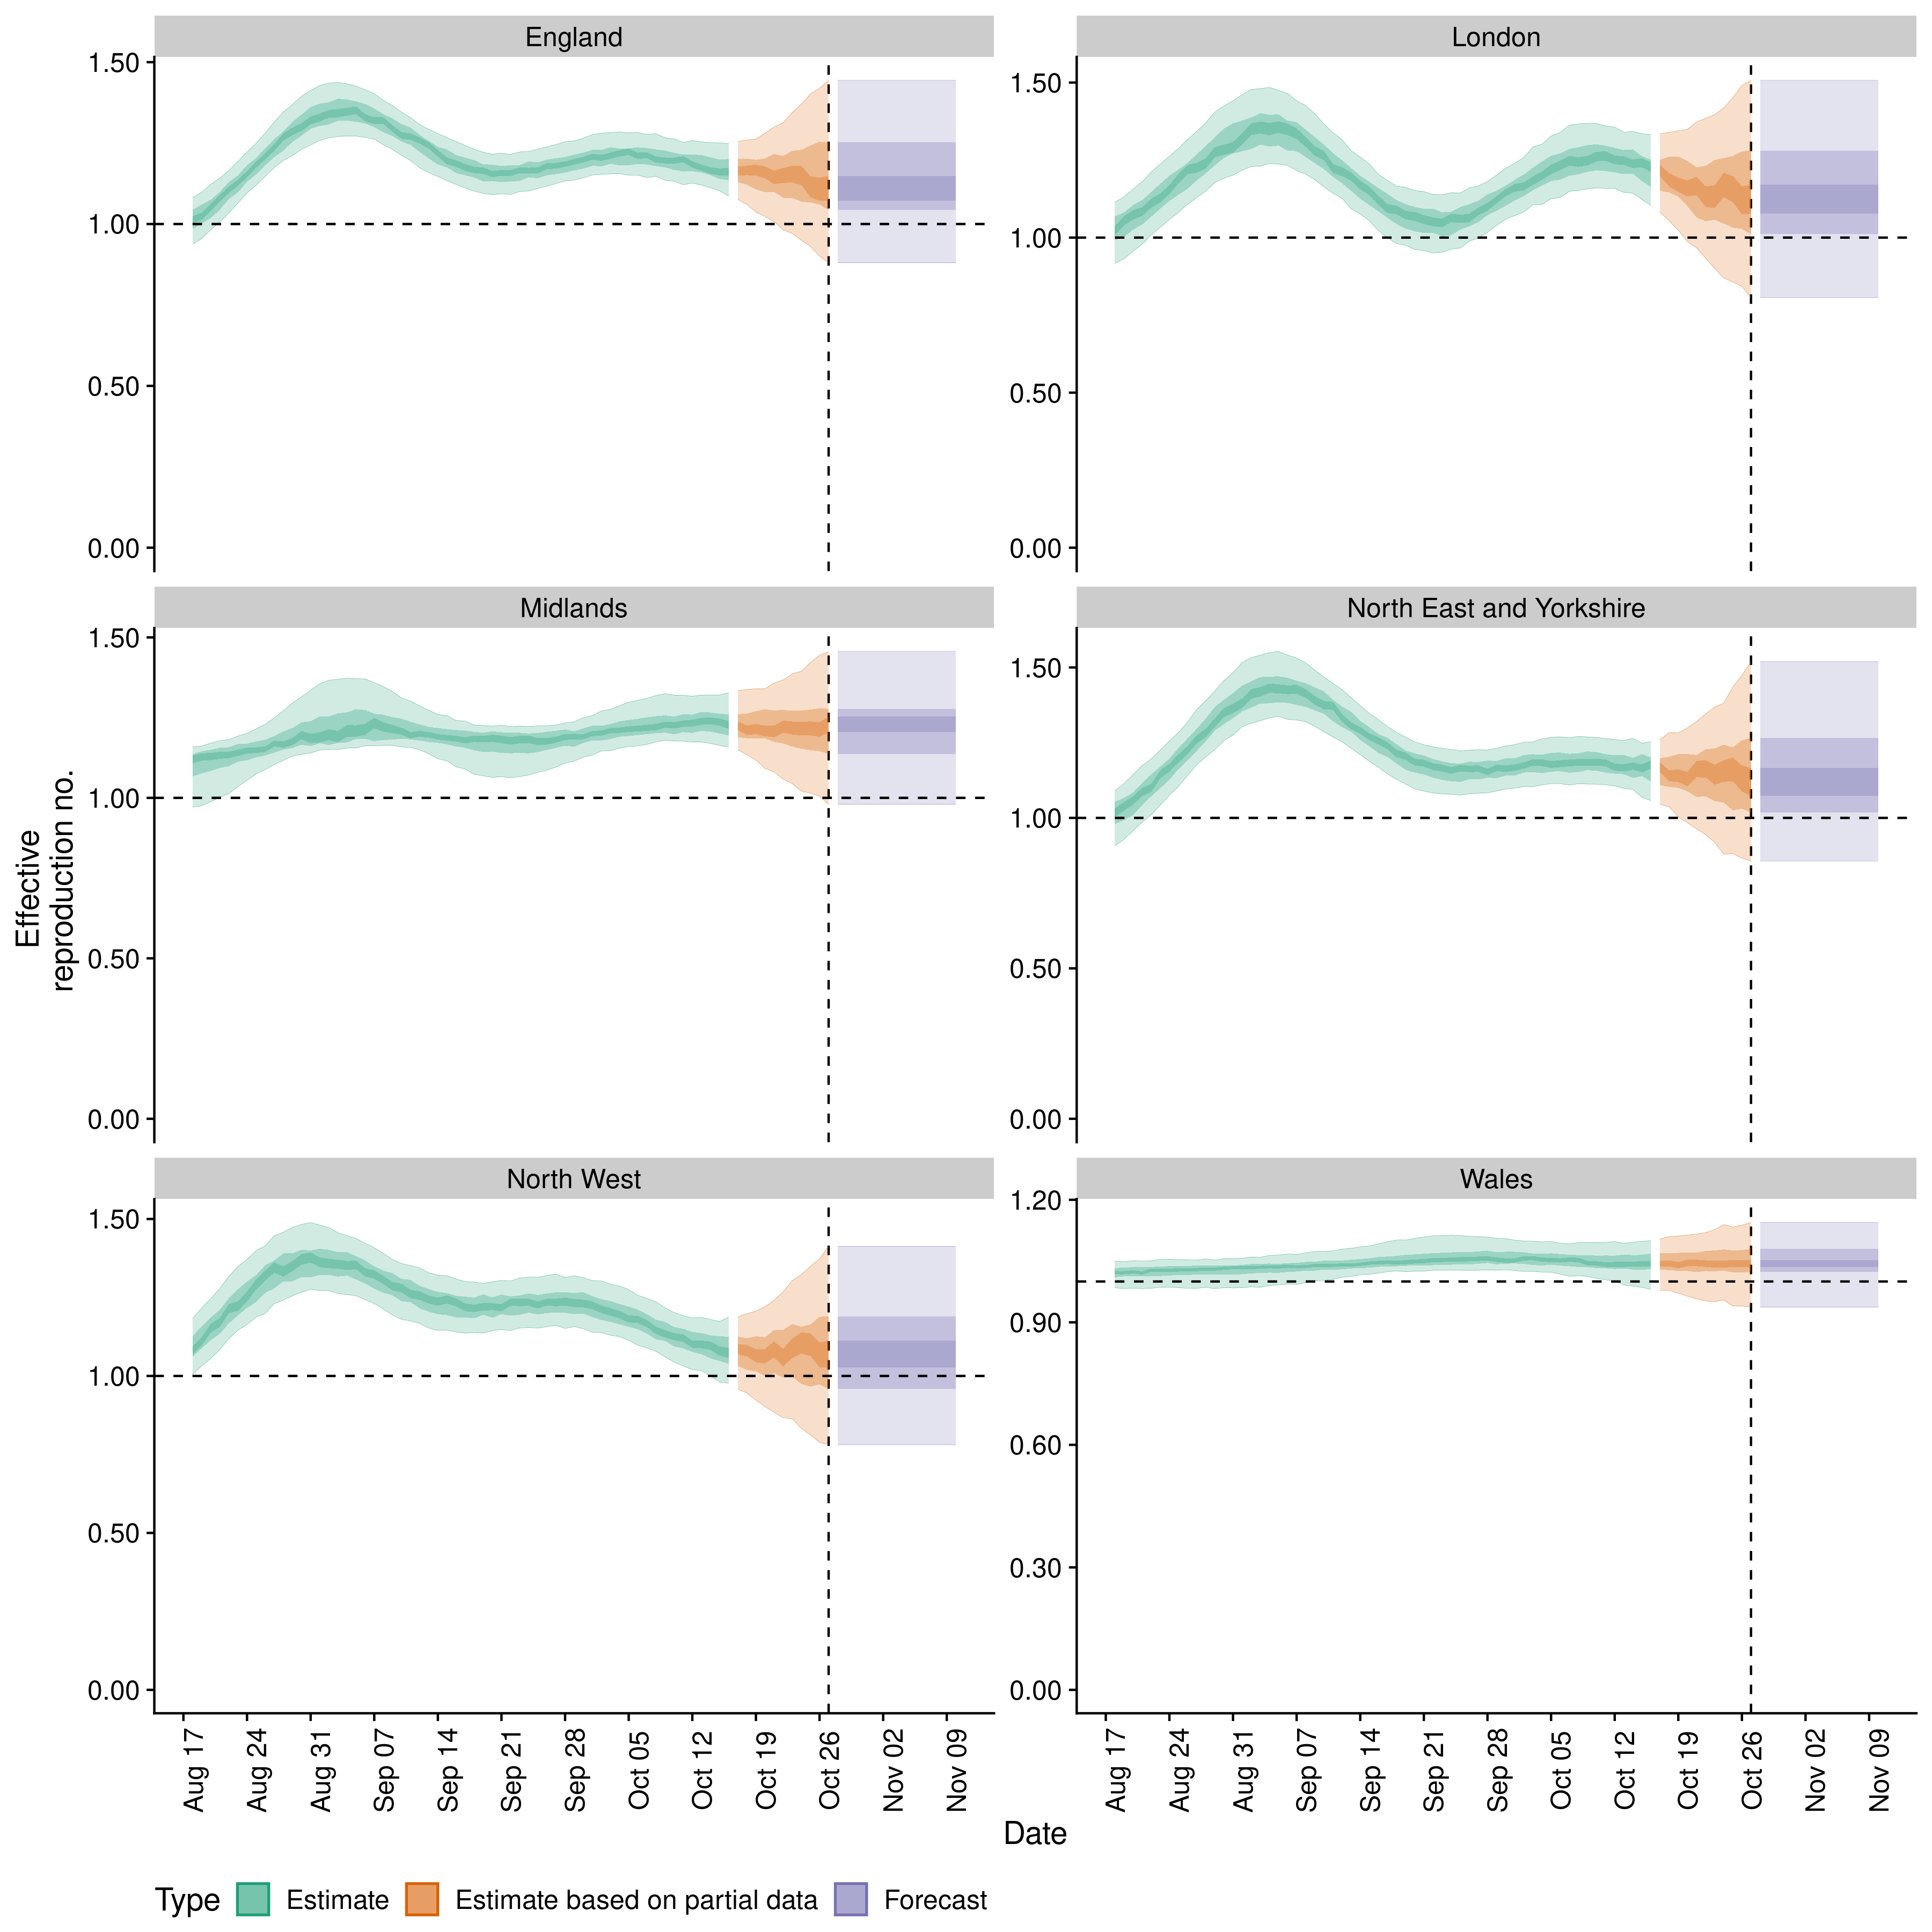 England
London
1.50
1.00
0.50
0.00
1.50
1.00
0.50
0.00
Midlands
North East and Yorkshire
1.50
1.00
0.50
0.00
1.50
1.00
0.50
0.00
Effective
reproduction no.
North West
Wales
1.50
1.00
0.50
0.00
1.20
0.90
0.60
0.30
0.00
Aug 17
Aug 24
Aug 31
Sep 07
Sep 14
Sep 21
Sep 28
Oct 05
Oct 12
Oct 19
Oct 26
Nov 02
Nov 09
Aug 17
Aug 24
Aug 31
Sep 07
Sep 14
Sep 21
Sep 28
Oct 05
Oct 12
Oct 19
Oct 26
Nov 02
Nov 09
Date
Type Estimate Estimate based on partial data Forecast